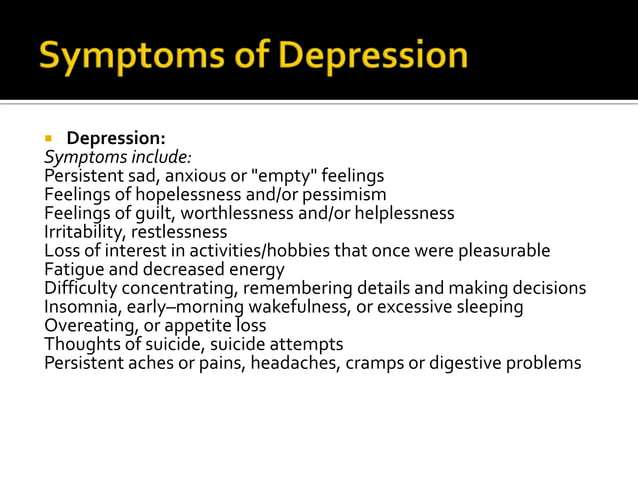 Symptoms of Depression
Depression:
Symptoms include:
Persistent sad, anxious or "empty" feelings
Feelings of hopelessness and/or pessimism
Feelings of guilt, worthlessness and/or helplessness
Irritability, restlessness
Loss of interest in activities/hobbies that once were pleasurable
Fatigue and decreased energy
Difficulty concentrating, remembering details and making decisions
Insomnia, early–morning wakefulness, or excessive sleeping
Overeating, or appetite loss
Thoughts of suicide, suicide attempts
Persistent aches or pains, headaches, cramps or digestive problems